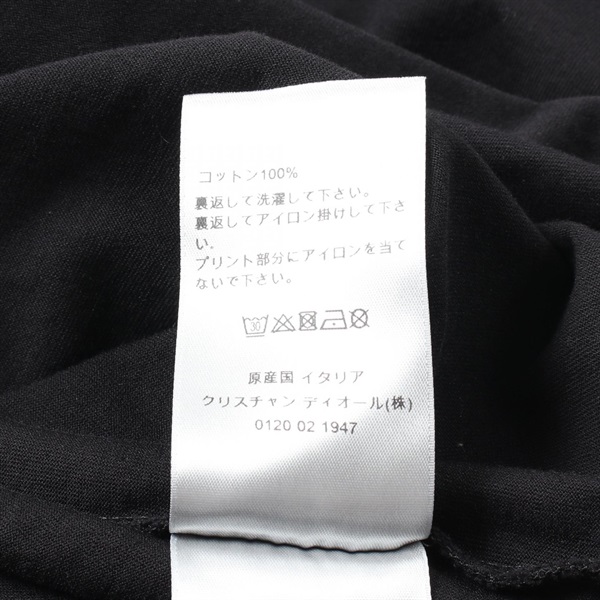 コットン100%
裏返して洗濯して下さい。
裏返してアイロン掛けして下さ
い.
プリント部分にアイロンを当て
ないで下さい。
30
原産国 イタリア
クリスチャン ディオール(株)
0120 02 1947